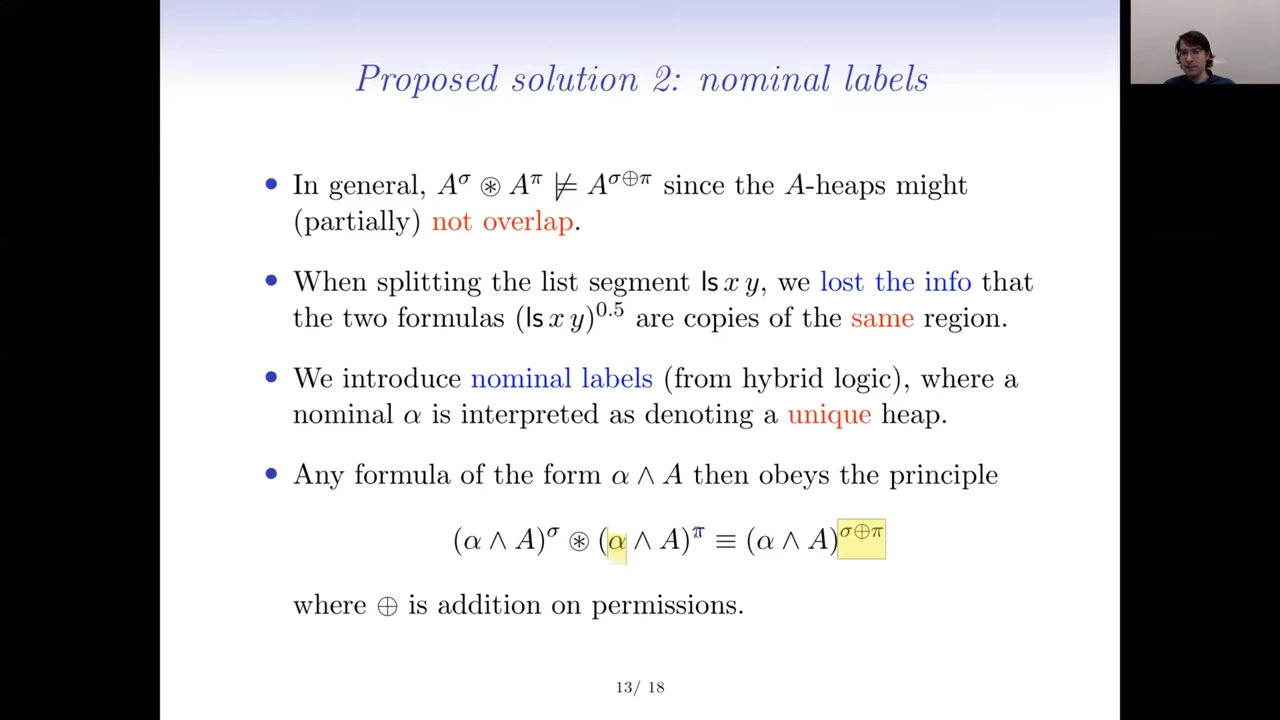 Proposed solution 2: nominal labels
• In general, A^σ ⊛ A^π ⊭ A^{σ⊕π} since the A-heaps might
(partially) not overlap.
• When splitting the list segment ls x y, we lost the info that
the two formulas (ls x y)^{0.5} are copies of the same region.
• We introduce nominal labels (from hybrid logic), where a
nominal α is interpreted as denoting a unique heap.
• Any formula of the form α ∧ A then obeys the principle
(α ∧ A)^σ ⊛ (α ∧ A)^π ≡ (α ∧ A)^{σ⊕π}
where ⊕ is addition on permissions.
13/ 18